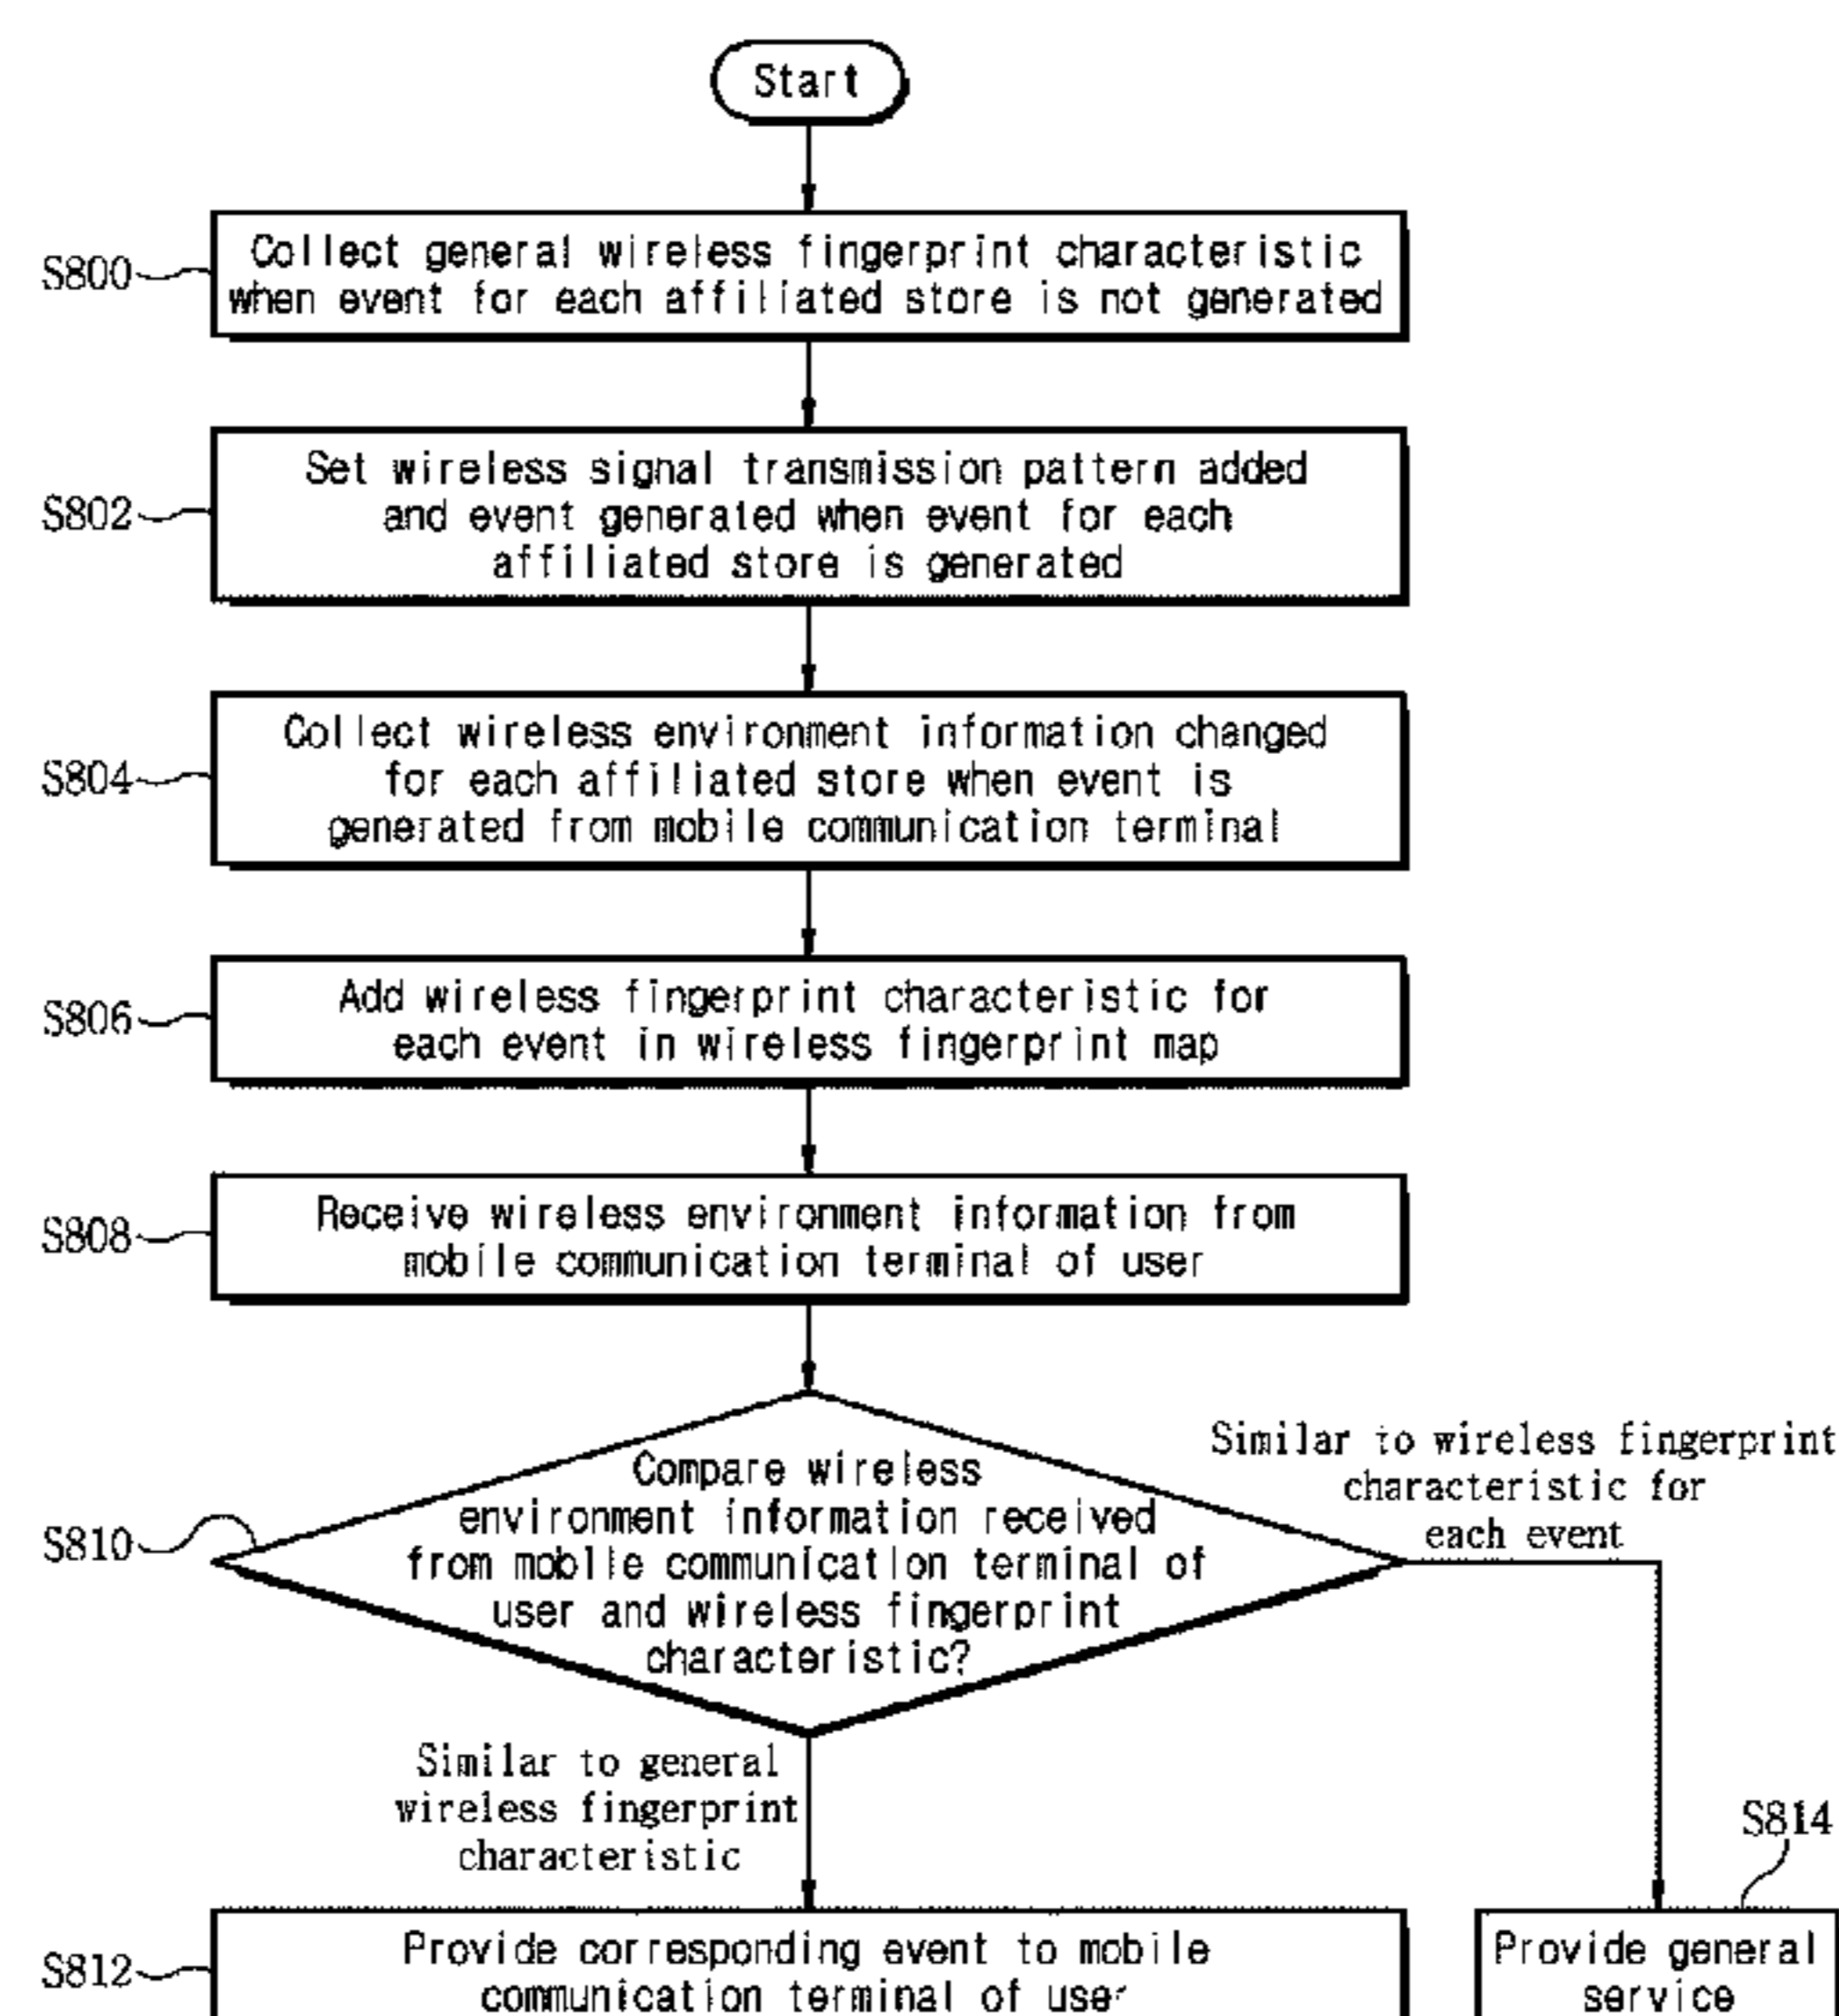 Start
S800
Collect general wireless fingerprint characteristic
when event for each affiliated store is not generated
S802
Set wireless signal transmission pattern added
and event generated when event for each
affiliated store is generated
S804
Collect wireless environment information changed
for each affiliated store when event is
generated from mobile communication terminal
S806
Add wireless fingerprint characteristic for
each event in wireless fingerprint map
S808
Receive wireless environment information from
mobile communication terminal of user
S810
Compare wireless
environment information received
from mobile communication terminal of
user and wireless fingerprint
characteristic?
Similar to wireless fingerprint
characteristic for
each event
Similar to general
wireless fingerprint
characteristic
S812
Provide corresponding event to mobile
communication terminal of user
S814
Provide general
service